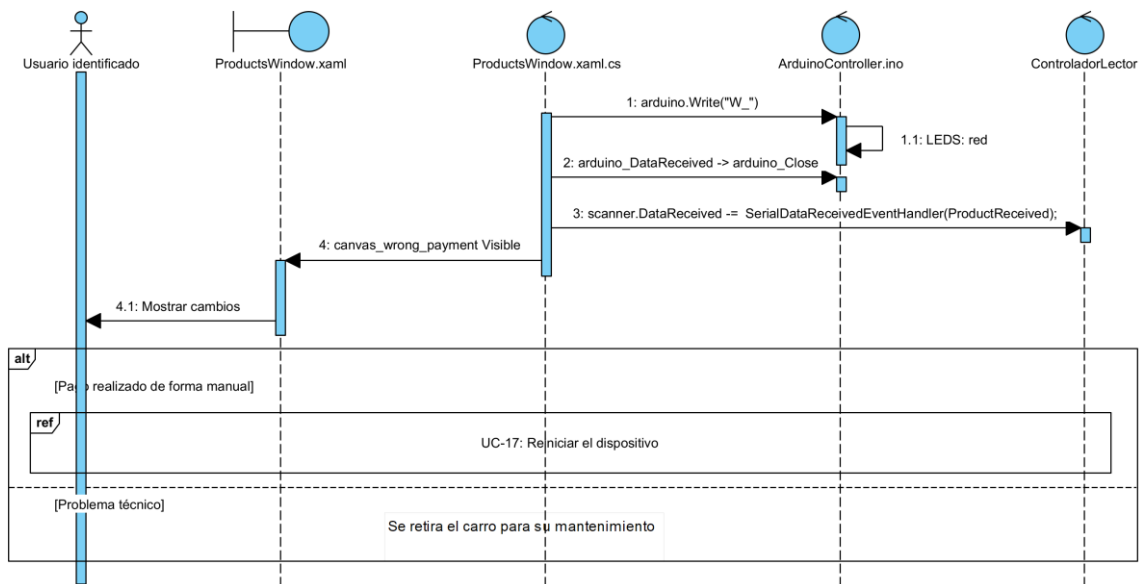 Usuario identificado
ProductsWindow.xaml
ProductsWindow.xaml.cs
ArduinoController.ino
ControladorLector
1: arduino.Write("W_")
1.1: LEDS: red
2: arduino_DataReceived -> arduino_Close
3: scanner.DataReceived -= SerialDataReceivedEventHandler(ProductReceived);
4: canvas_wrong_payment Visible
4.1: Mostrar cambios
alt
[Pago realizado de forma manual]
ref
UC-17: Reiniciar el dispositivo
[Problema técnico]
Se retira el carro para su mantenimiento